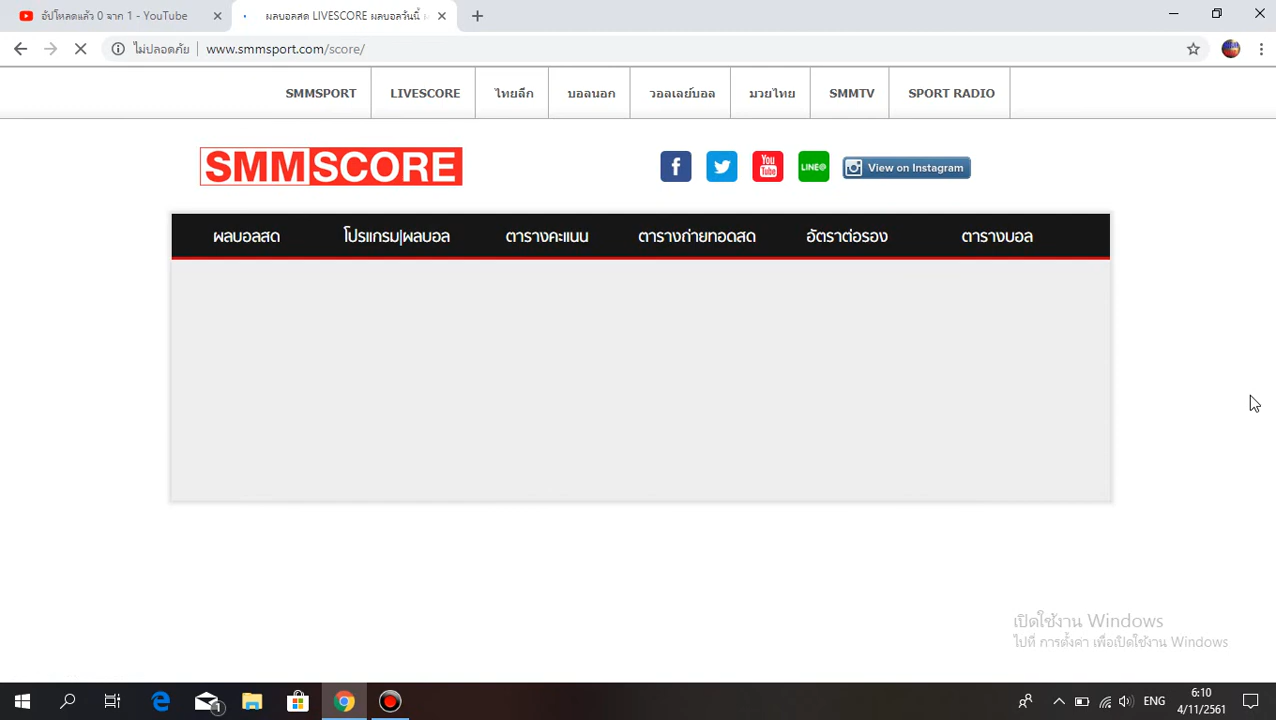 อัปโหลดแล้ว 0 จาก 1 - YouTube
ผลบอลสด LIVESCORE ผลบอลวันนี้
ไม่ปลอดภัย www.smmsport.com/score/
SMMSPORT LIVESCORE ไทยลีก บอลนอก วอลเลย์บอล มวยไทย SMMTV SPORT RADIO
SMMSCORE
f You Tube LINE@ View on Instagram
ผลบอลสด โปรแกรม|ผลบอล ตารางคะแนน ตารางถ่ายทอดสด อัตราต่อรอง ตารางบอล
เปิดใช้งาน Windows
ไปที่ การตั้งค่า เพื่อเปิดใช้งาน Windows
1
ENG
6:10
4/11/2561